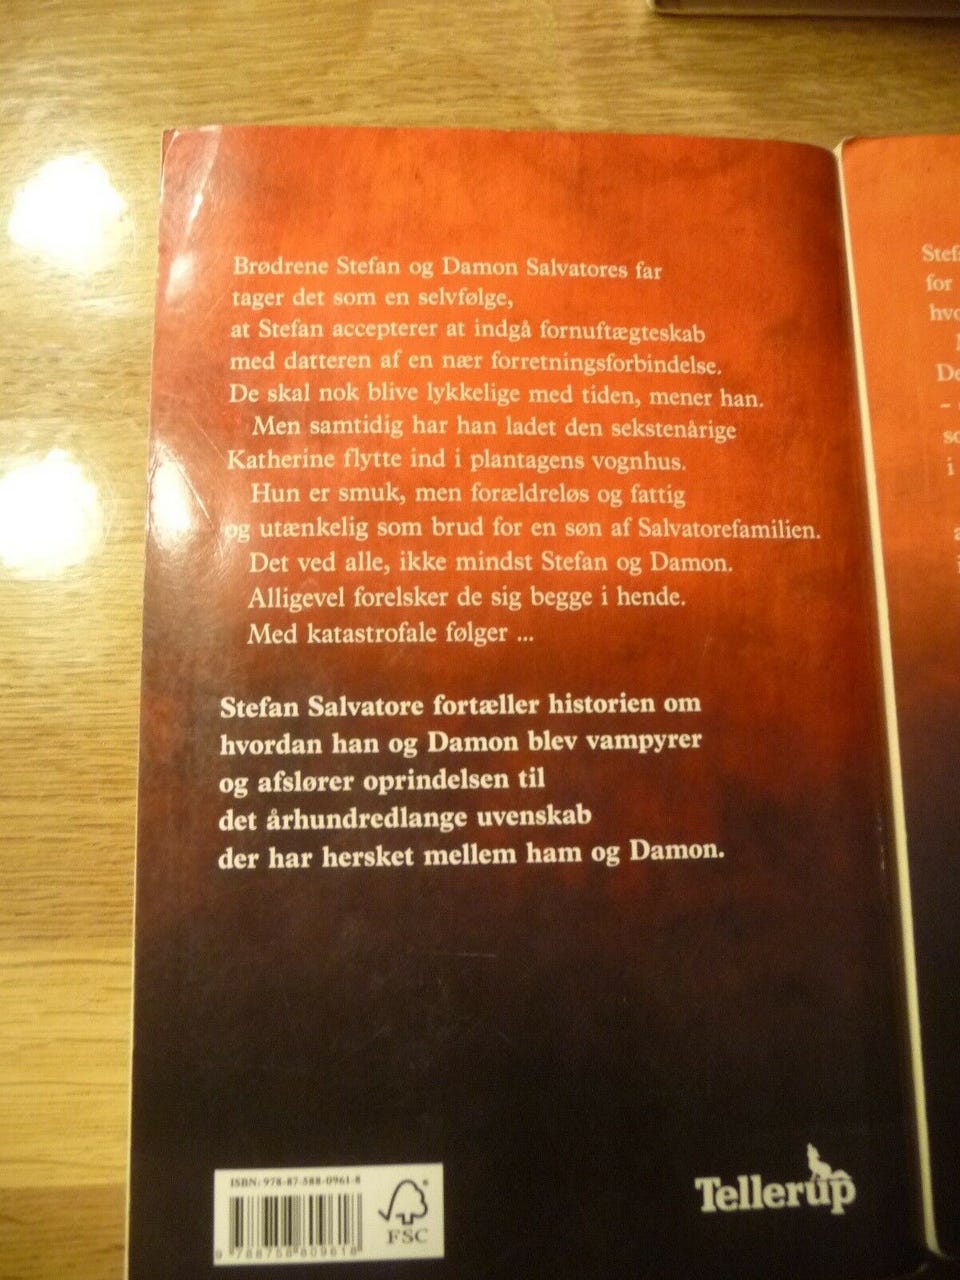 Brødrene Stefan og Damon Salvatores far
tager det som en selvfølge,
at Stefan accepterer at indgå fornuftægteskab
med datteren af en nær forretningsforbindelse.
De skal nok blive lykkelige med tiden, mener han.
Men samtidig har han ladet den sekstenårige
Katherine flytte ind i plantagens vognhus.
Hun er smuk, men forældreløs og fattig
og utænkelig som brud for en søn af Salvatorefamilien.
Det ved alle, ikke mindst Stefan og Damon.
Alligevel forelsker de sig begge i hende.
Med katastrofale følger ...
Stefan Salvatore fortæller historien om
hvordan han og Damon blev vampyrer
og afslører oprindelsen til
det århundredlange uvenskab
der har hersket mellem ham og Damon.
ISBN: 978-87-588-0961-8
9 788758 809618
FSC
Tellerup
for
i